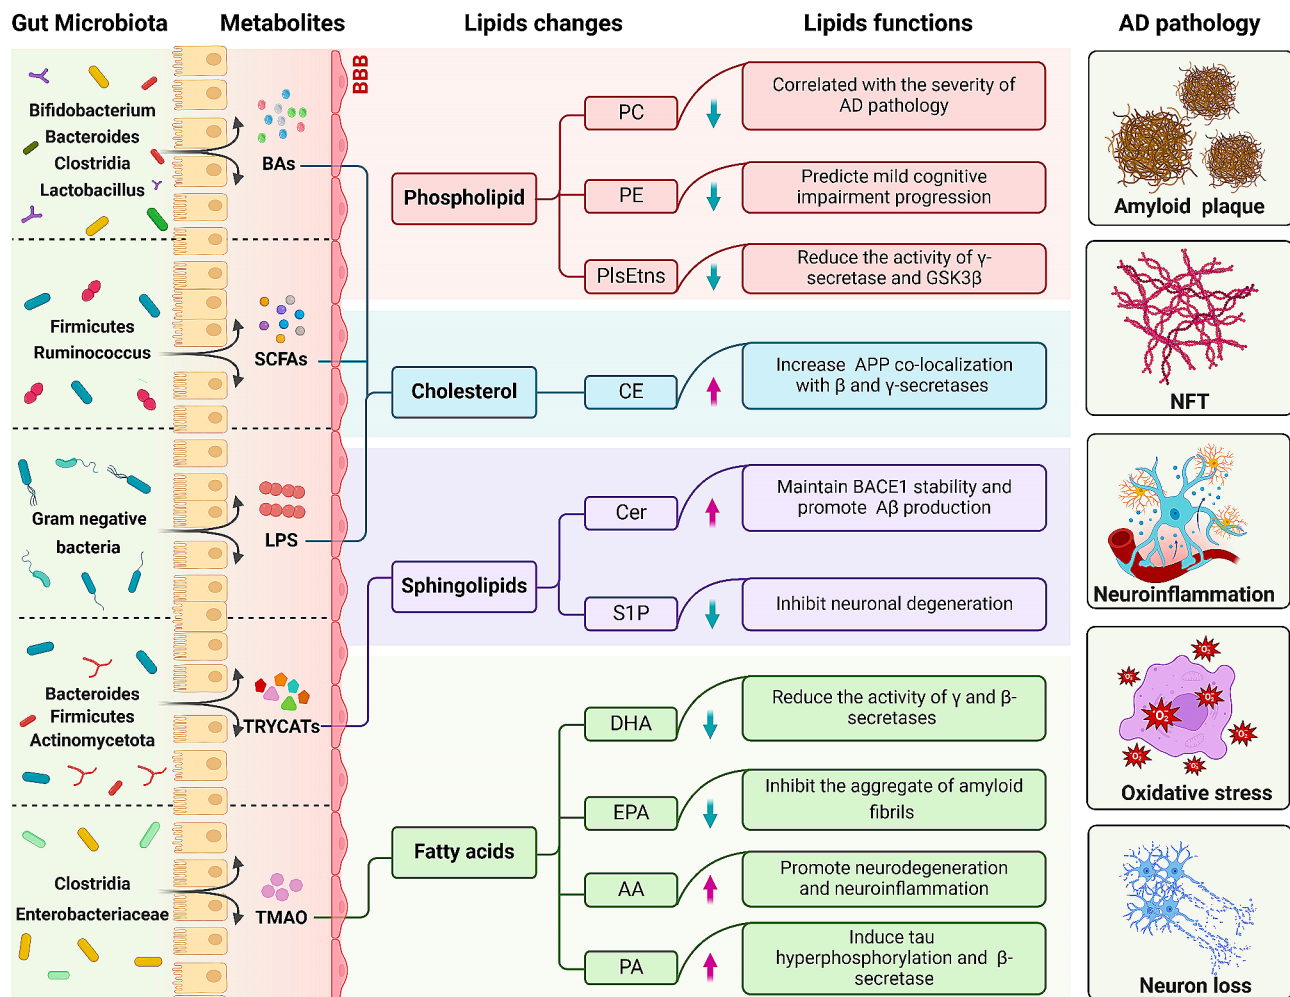 Gut Microbiota
Metabolites
Lipids changes
Lipids functions
AD pathology
BBB
Bifidobacterium
Bacteroides
Clostridia
Lactobacillus
BAs
Firmicutes
Ruminococcus
SCFAs
Gram negative
bacteria
LPS
Bacteroides
Firmicutes
Actinomycetota
TRYCATs
Clostridia
Enterobacteriaceae
TMAO
Phospholipid
PC
Correlated with the severity of
AD pathology
PE
Predicte mild cognitive
impairment progression
PlsEtns
Reduce the activity of γ-
secretase and GSK3β
Cholesterol
CE
Increase APP co-localization
with β and γ-secretases
Sphingolipids
Cer
Maintain BACE1 stability and
promote Aβ production
S1P
Inhibit neuronal degeneration
Fatty acids
DHA
Reduce the activity of γ and β-
secretases
EPA
Inhibit the aggregate of amyloid
fibrils
AA
Promote neurodegeneration
and neuroinflammation
PA
Induce tau
hyperphosphorylation and β-
secretase
Amyloid plaque
NFT
Neuroinflammation
O₂
O₂
Oxidative stress
Neuron loss